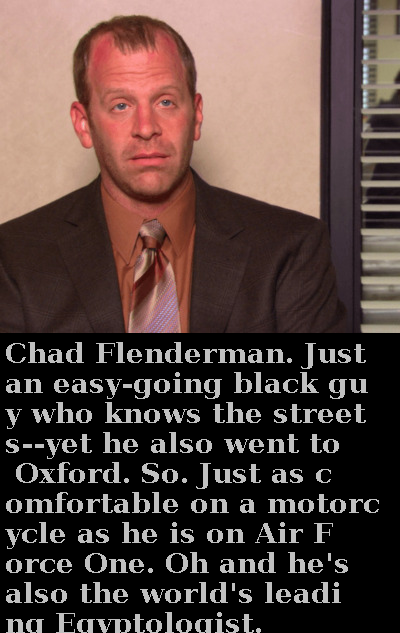 Chad Flenderman. Just
an easy-going black gu
y who knows the street
s--yet he also went to
Oxford. So. Just as c
omfortable on a motorc
ycle as he is on Air F
orce One. Oh and he's
also the world's leadi
ng Egyptologist.